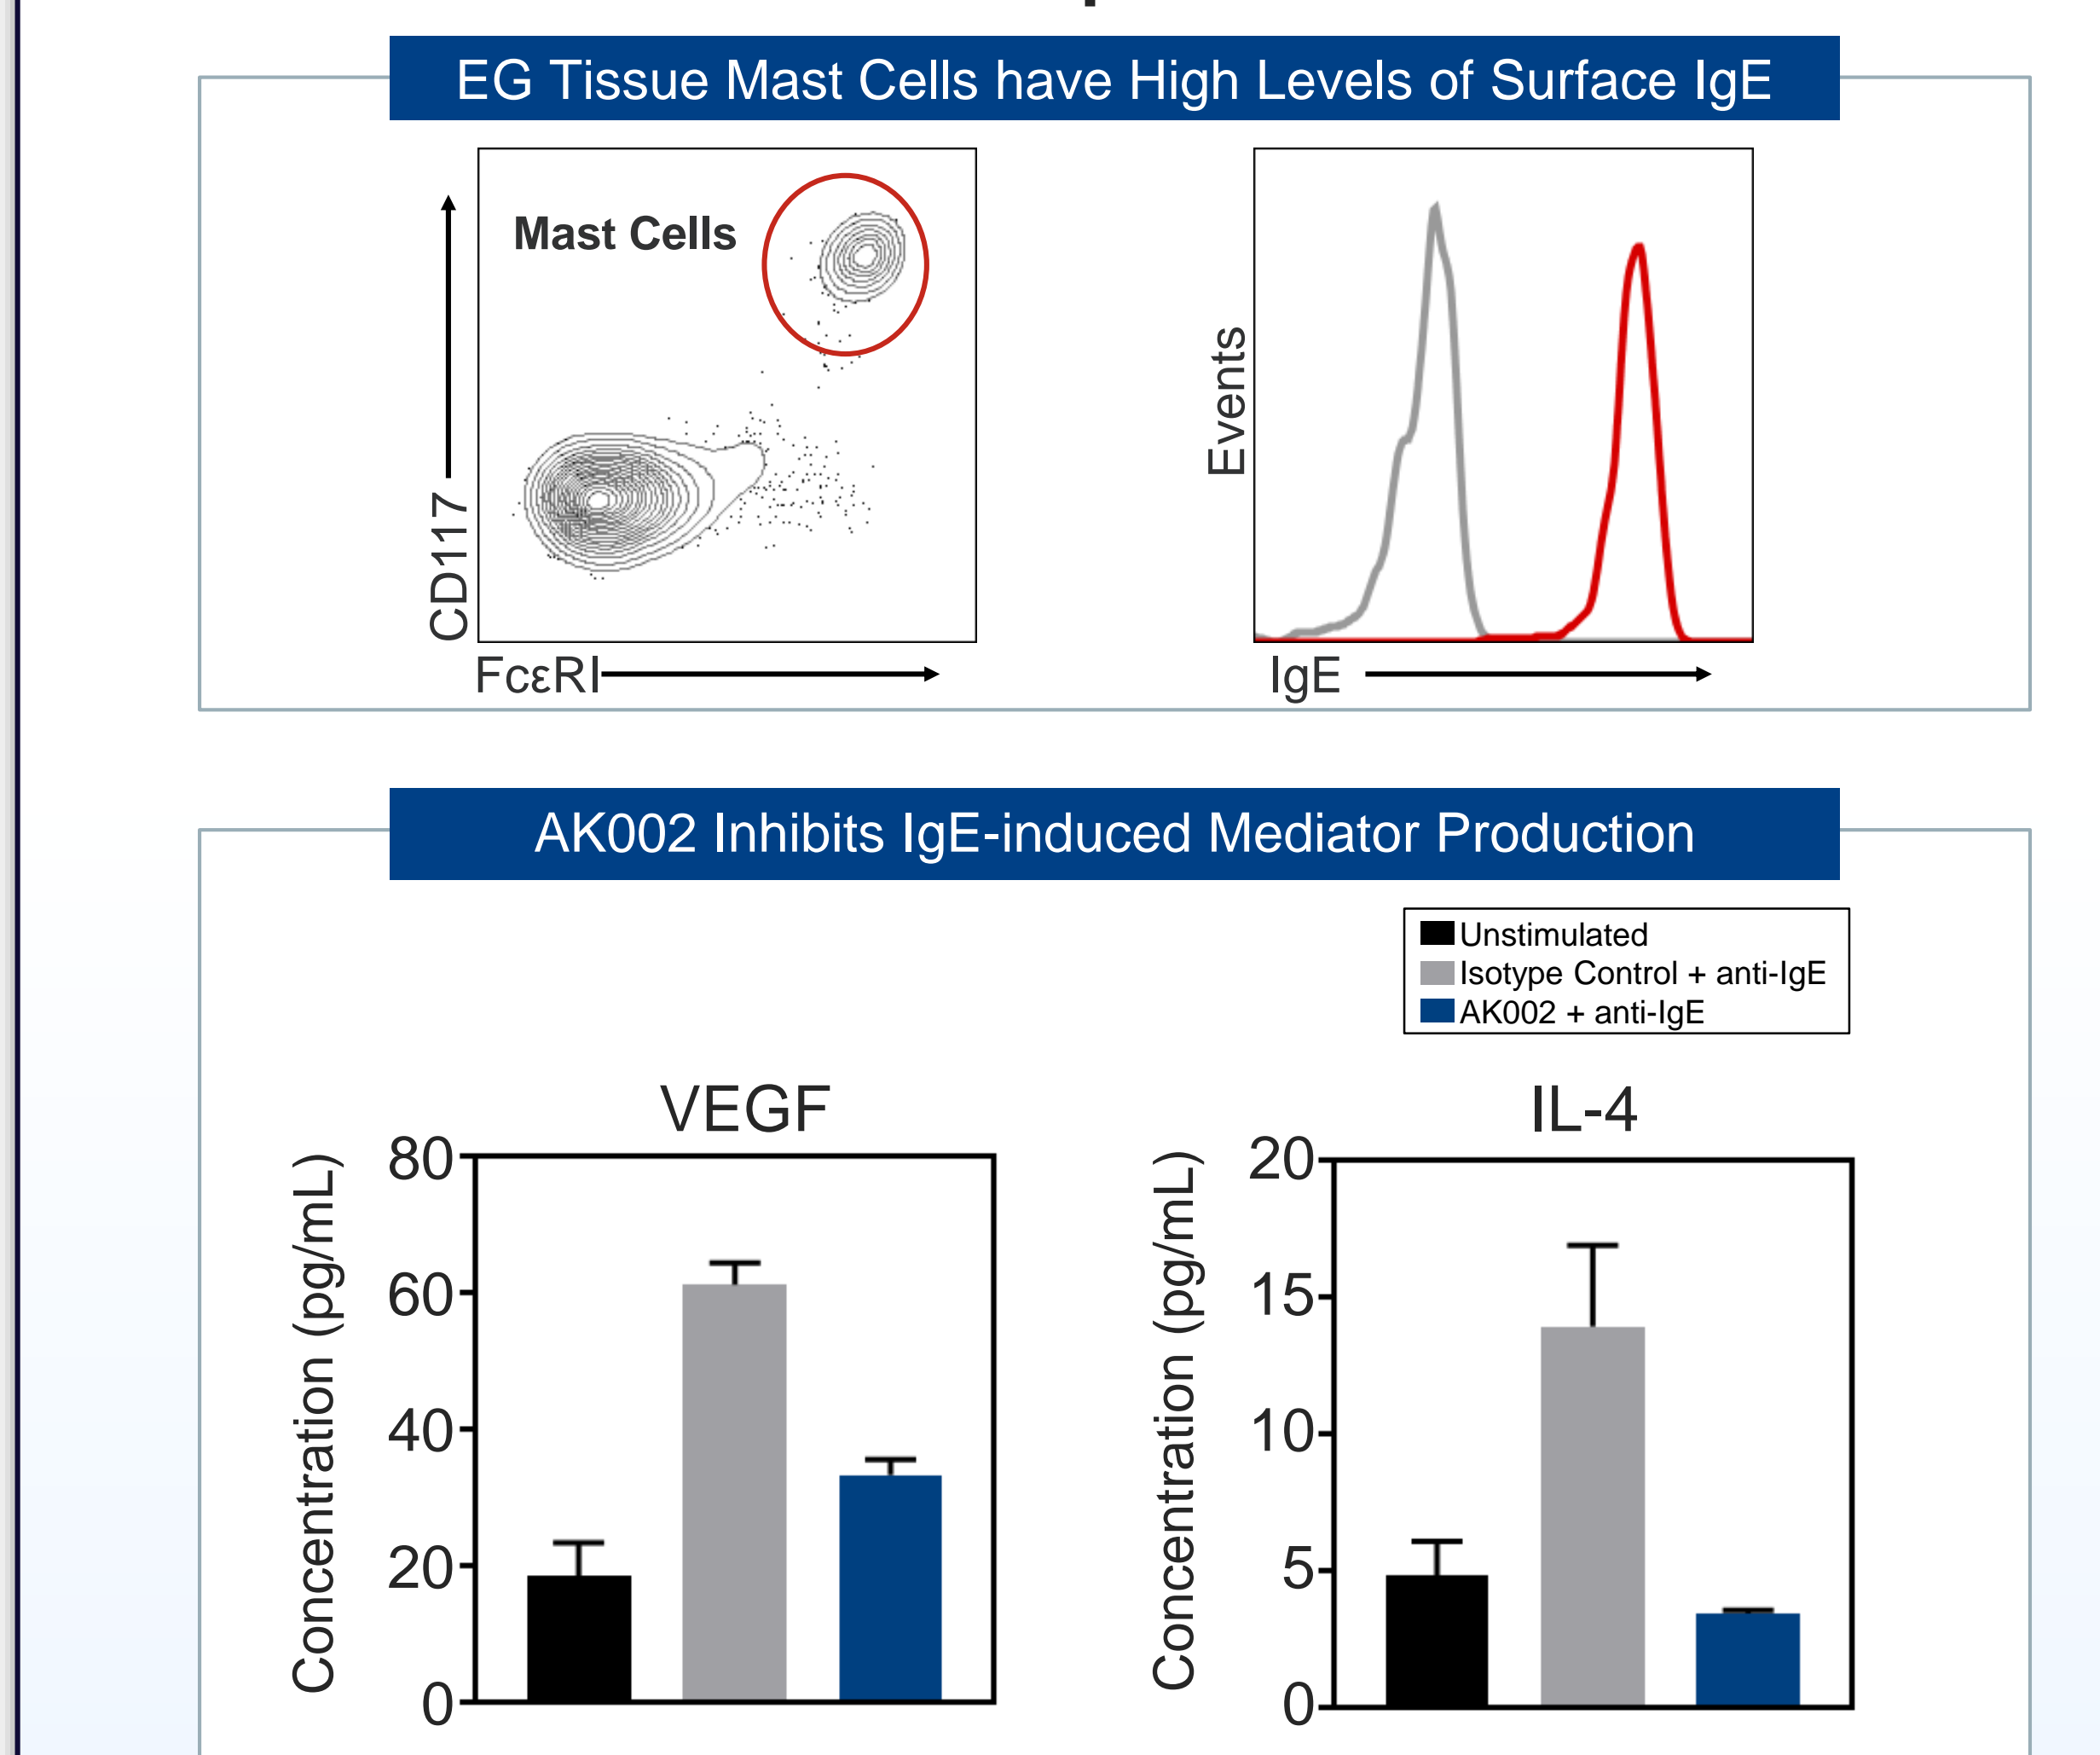 EG Tissue Mast Cells have High Levels of Surface IgE
Mast Cells
CD117
FcεRI
Events
IgE
AK002 Inhibits IgE-induced Mediator Production
Unstimulated
Isotype Control + anti-IgE
AK002 + anti-IgE
VEGF
Concentration (pg/mL)
80
60
40
20
0
IL-4
Concentration (pg/mL)
20
15
10
5
0